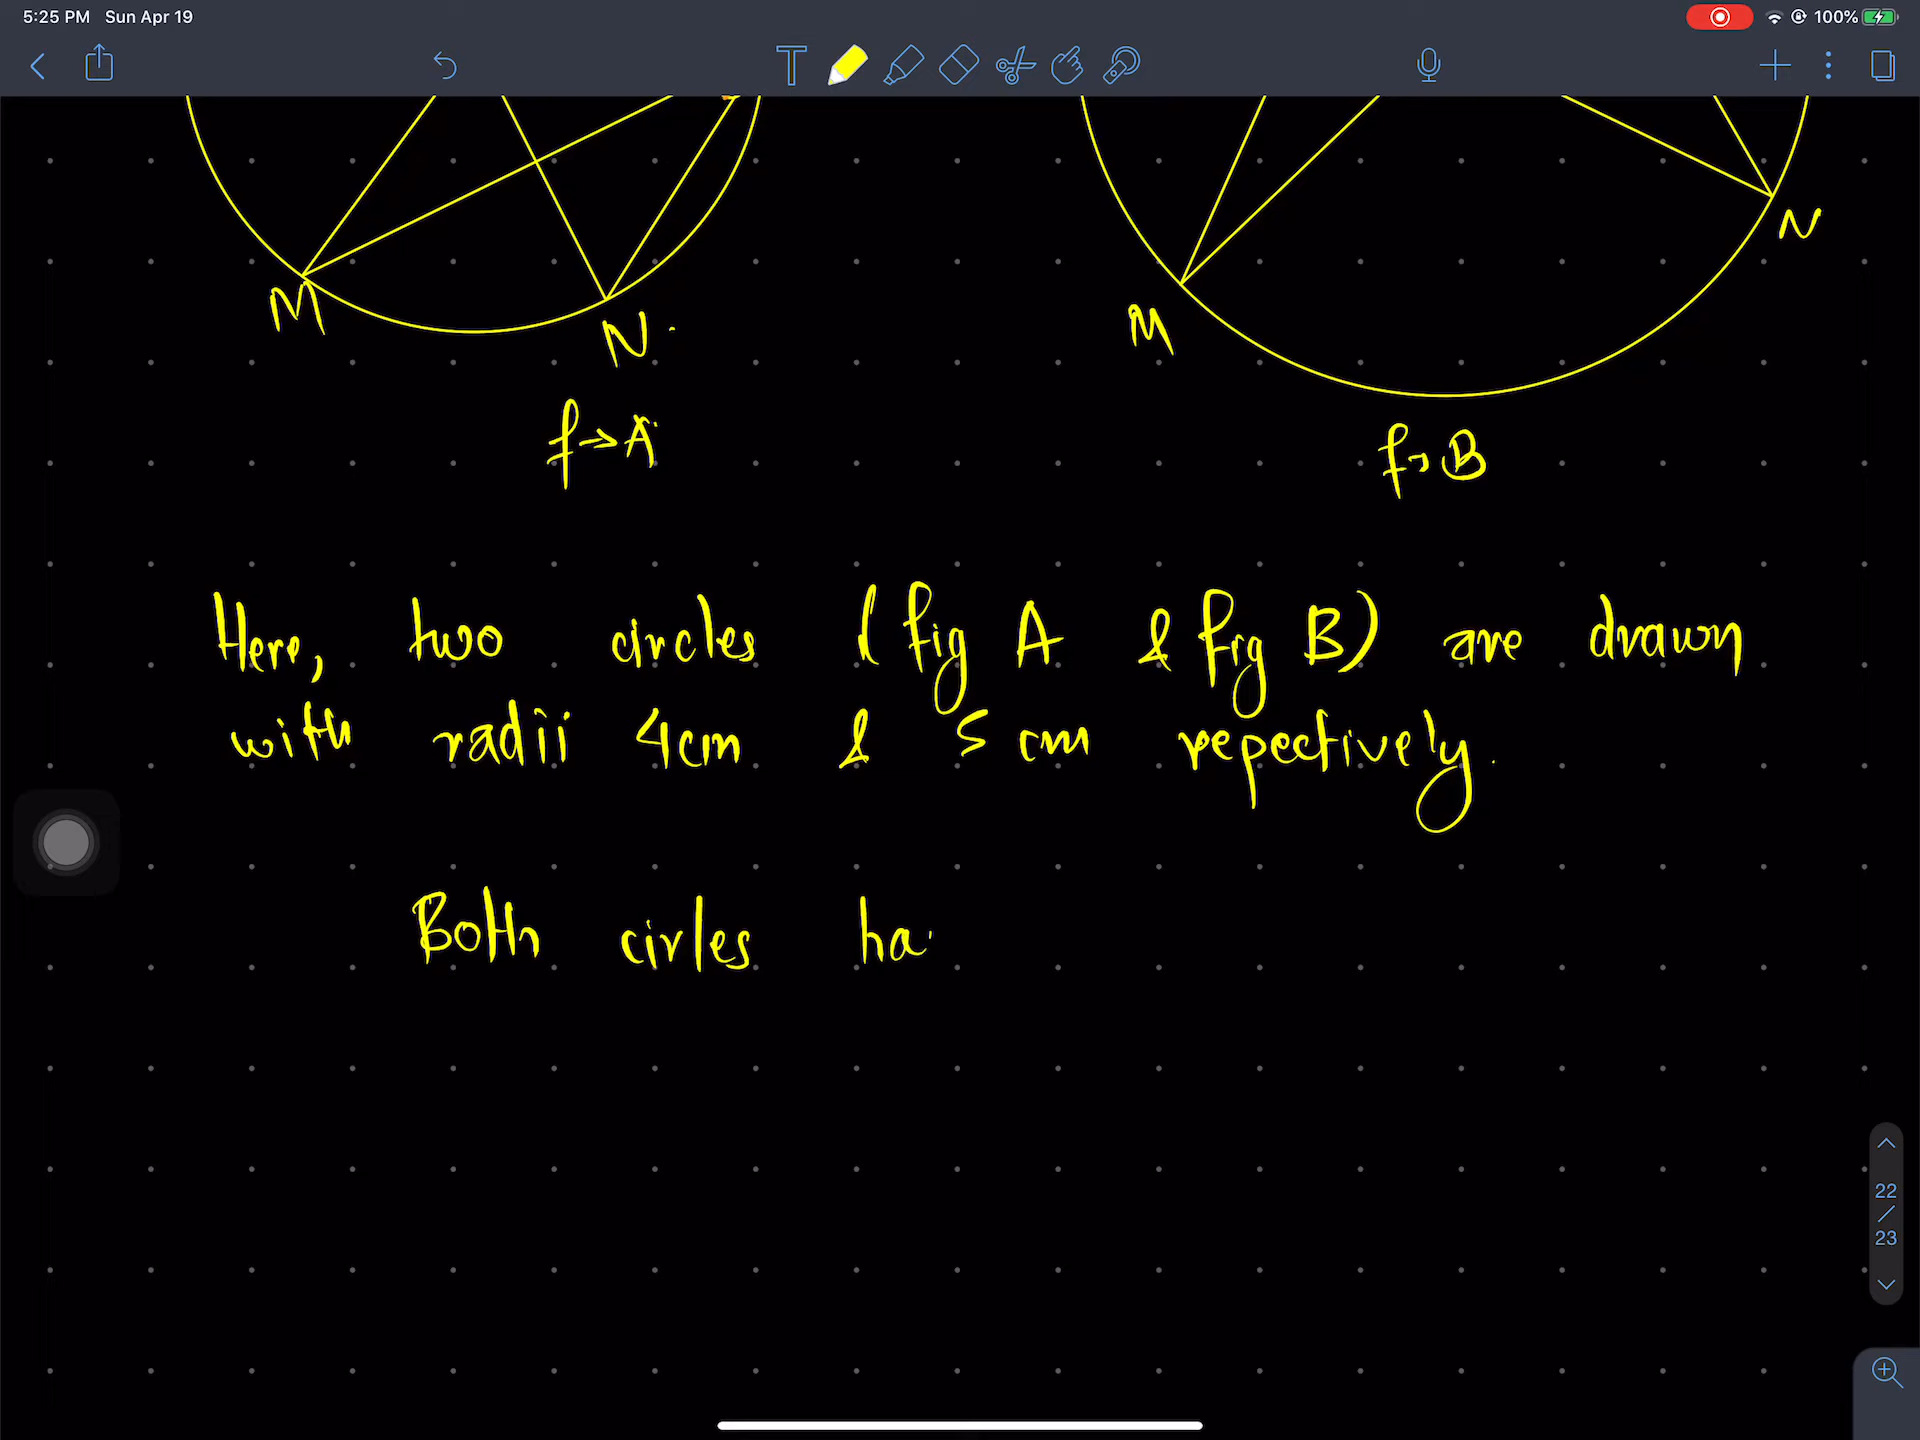 5:25 PM Sun Apr 19
100%
M
N
M
N
f→A
f→B
Here, two circles (fig A & fig B) are drawn
with radii 4cm & 5 cm repectively.
Both cirles ha
22
/
23